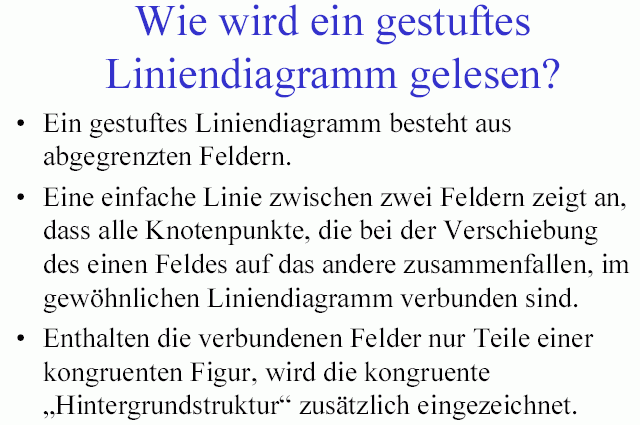 Wie wird ein gestuftes
Liniendiagramm gelesen?
• Ein gestuftes Liniendiagramm besteht aus
abgegrenzten Feldern.
• Eine einfache Linie zwischen zwei Feldern zeigt an,
dass alle Knotenpunkte, die bei der Verschiebung
des einen Feldes auf das andere zusammenfallen, im
gewöhnlichen Liniendiagramm verbunden sind.
• Enthalten die verbundenen Felder nur Teile einer
kongruenten Figur, wird die kongruente
„Hintergrundstruktur“ zusätzlich eingezeichnet.